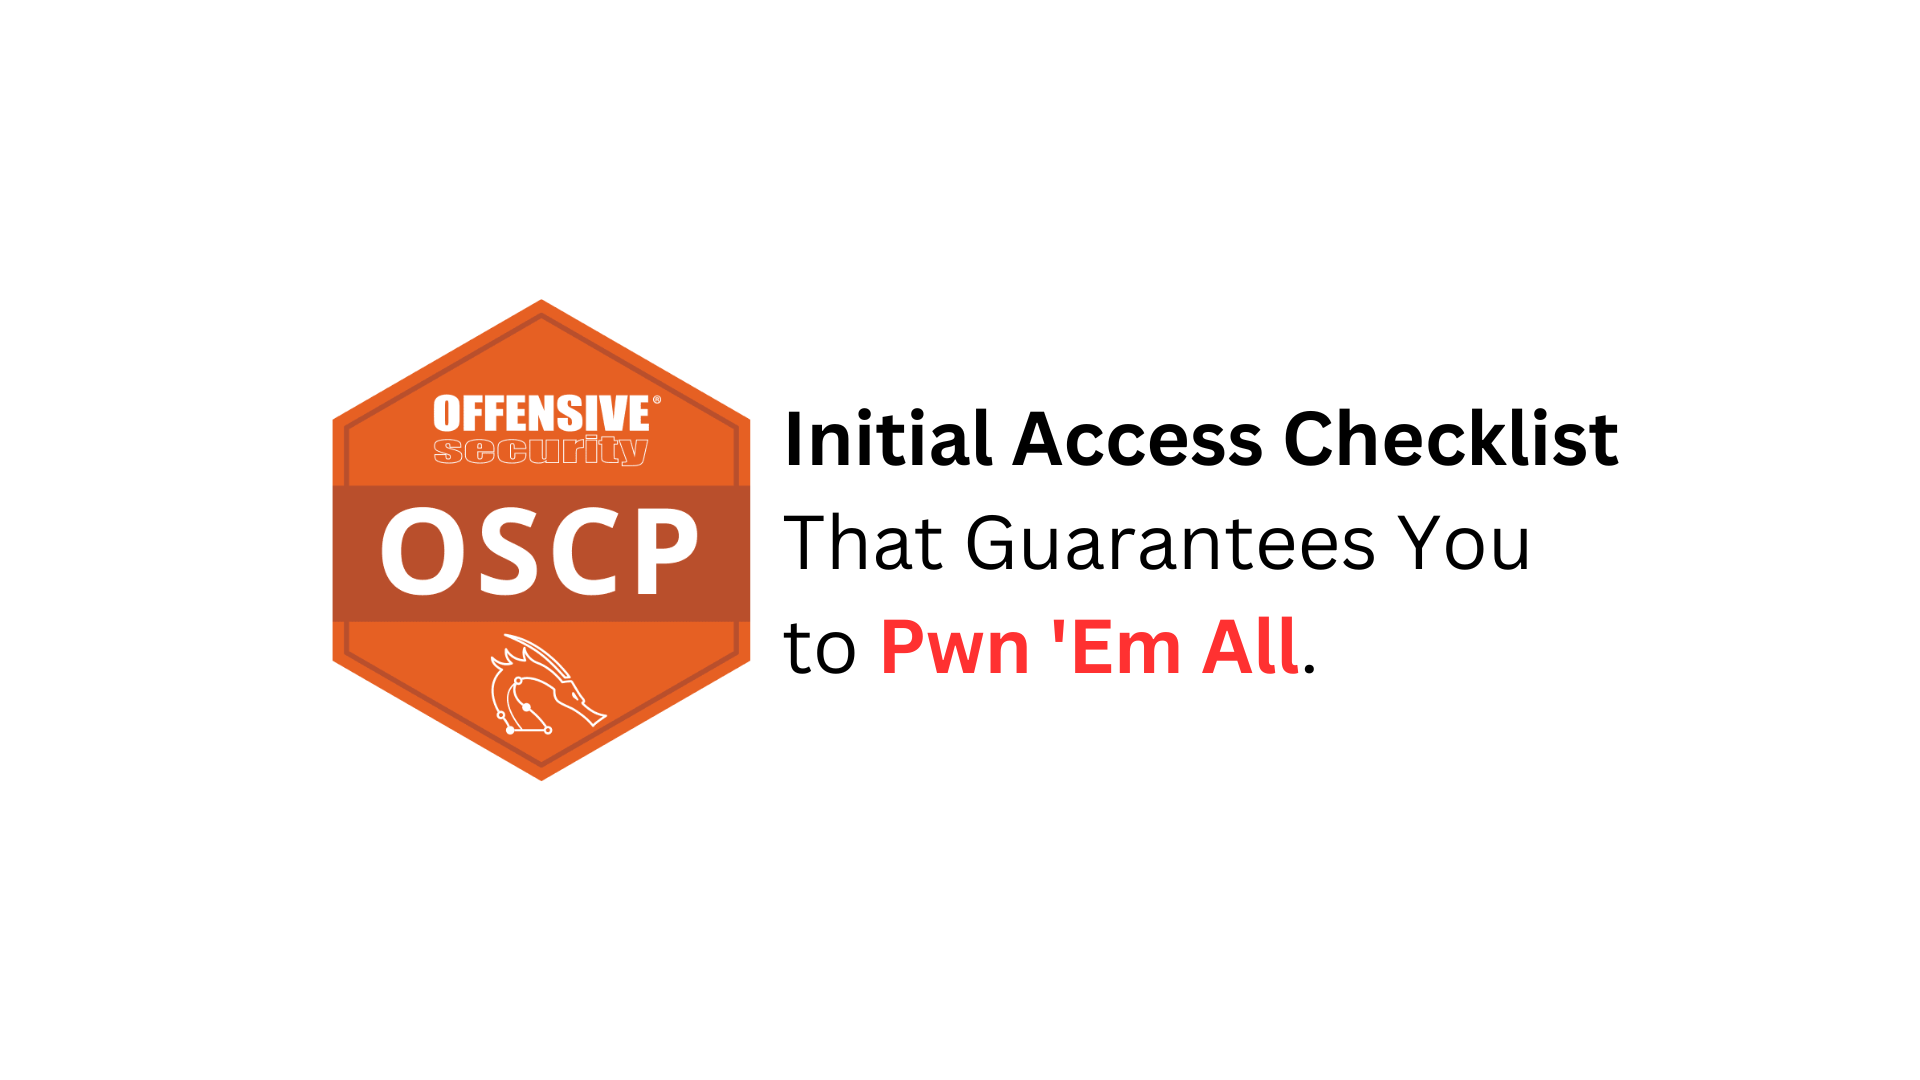 OFFENSIVE®
security
OSCP
Initial Access Checklist
That Guarantees You
to Pwn 'Em All.